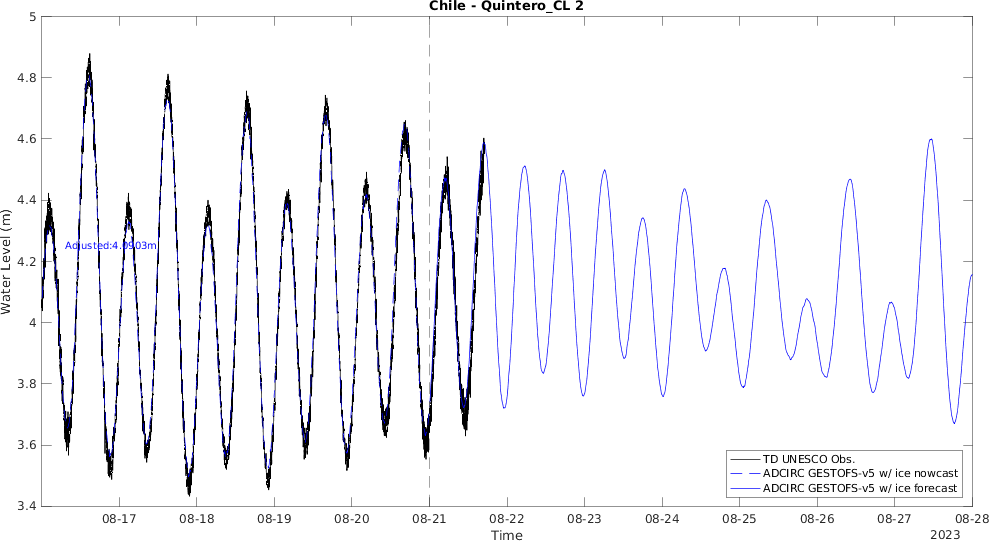 Chile - Quintero_CL 2
Water Level (m)
5
4.8
4.6
4.4
4.2
4
3.8
3.6
3.4
Adjusted:4.0903m
TD UNESCO Obs.
ADCIRC GESTOFS-v5 w/ ice nowcast
ADCIRC GESTOFS-v5 w/ ice forecast
08-17 08-18 08-19 08-20 08-21 08-22 08-23 08-24 08-25 08-26 08-27 08-28
Time
2023